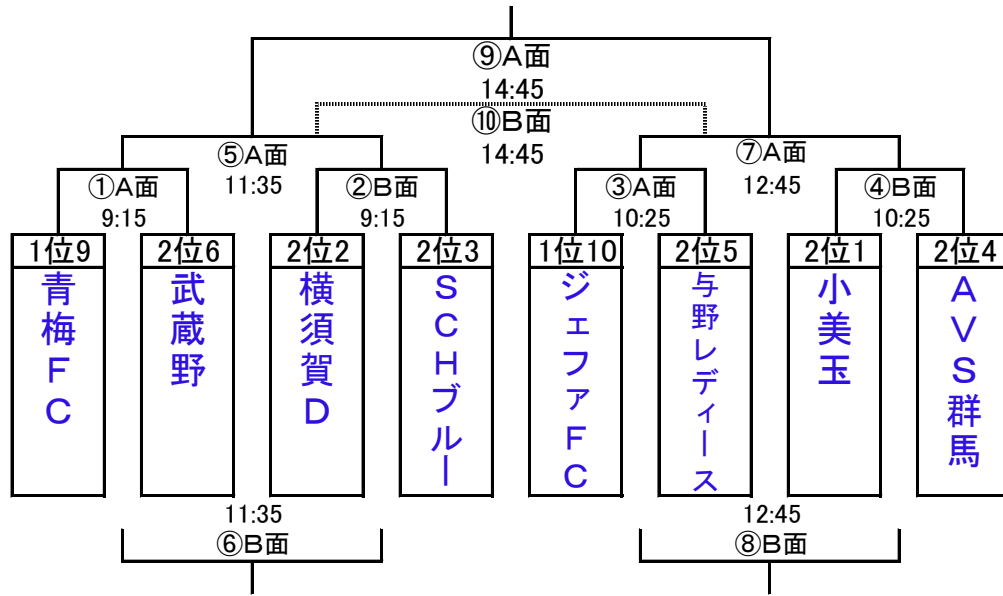 ⑨A面
14:45
⑩B面
14:45
⑤A面
11:35
⑦A面
12:45
①A面
9:15
②B面
9:15
③A面
10:25
④B面
10:25
1位9
2位6
2位2
2位3
1位10
2位5
2位1
2位4
青梅FC
武蔵野
横須賀D
SCHブルー
ジェファFC
与野レディース
小美玉
AVS群馬
11:35
⑥B面
12:45
⑧B面